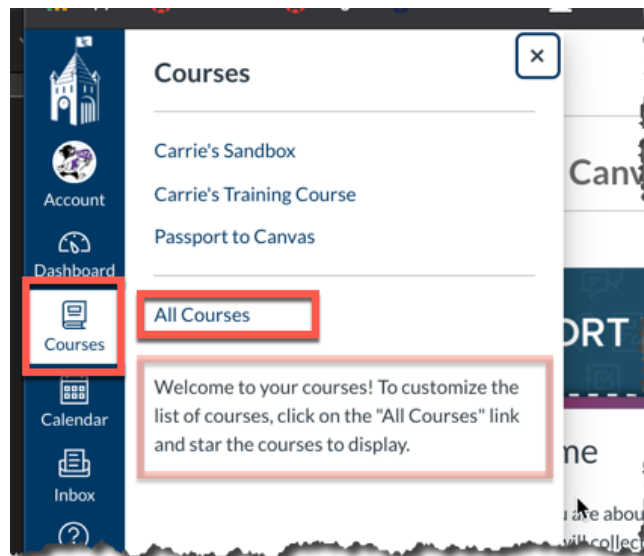 Courses
Carrie's Sandbox
Carrie's Training Course
Passport to Canvas
All Courses
Welcome to your courses! To customize the
list of courses, click on the "All Courses" link
and star the courses to display.
Account
Dashboard
Courses
Calendar
Inbox
are abou